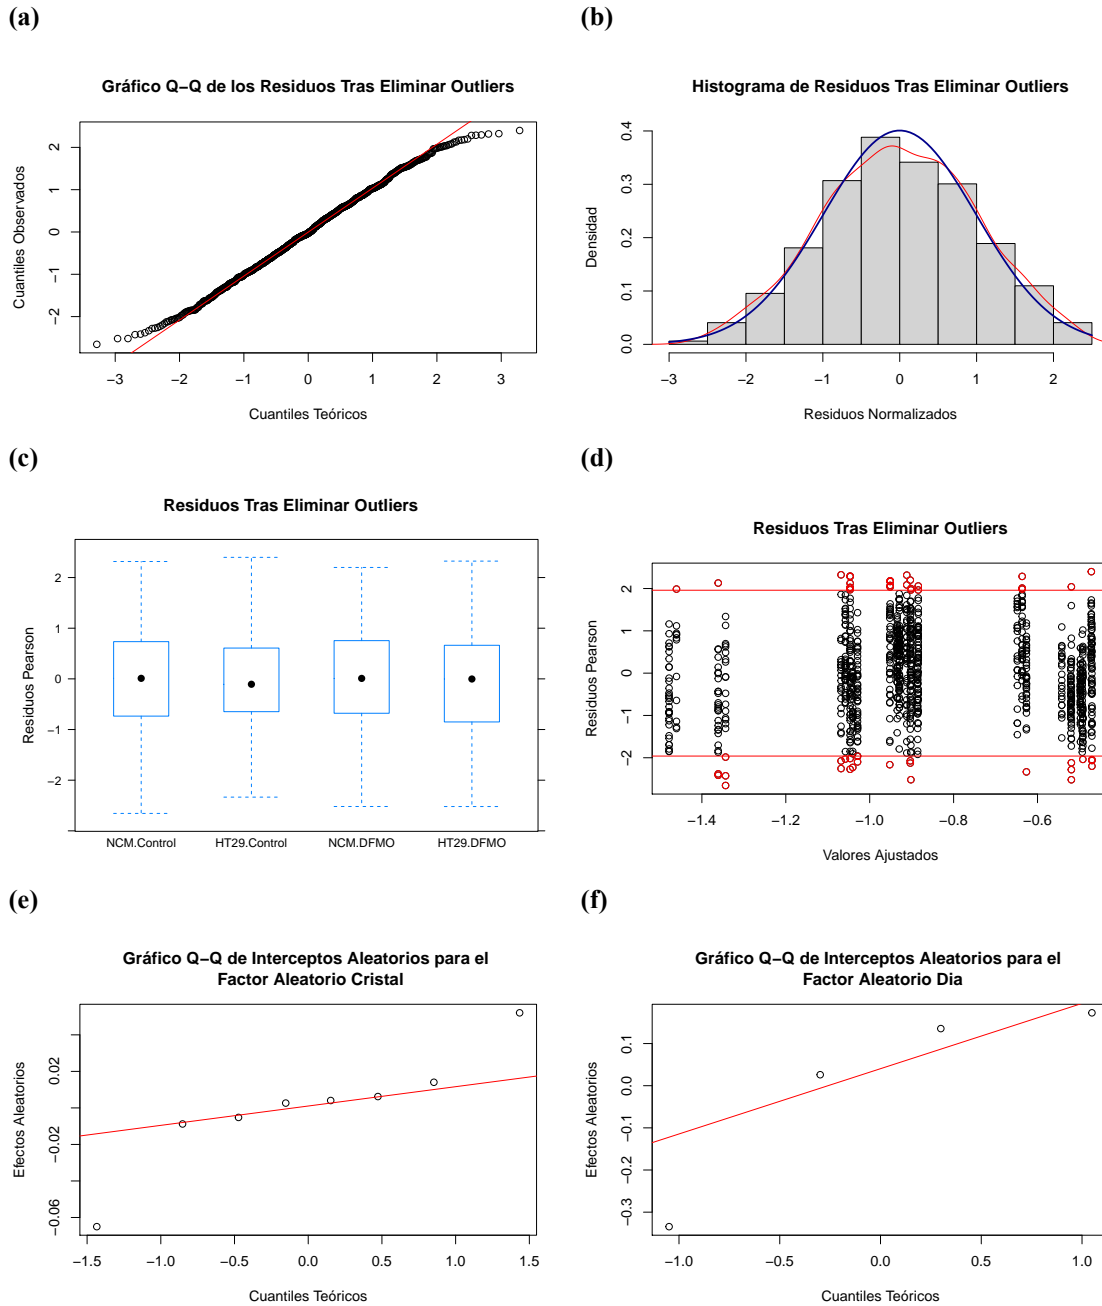 (a)
Gráfico Q−Q de los Residuos Tras Eliminar Outliers
Cuantiles Observados
2
1
0
−1
−2
−3 −2 −1 0 1 2 3
Cuantiles Teóricos
(b)
Histograma de Residuos Tras Eliminar Outliers
Densidad
0.4
0.3
0.2
0.1
0.0
−3 −2 −1 0 1 2
Residuos Normalizados
(c)
Residuos Tras Eliminar Outliers
Residuos Pearson
2
1
0
−1
−2
NCM.Control HT29.Control NCM.DFMO HT29.DFMO
(d)
Residuos Tras Eliminar Outliers
Residuos Pearson
2
1
0
−1
−2
−1.4 −1.2 −1.0 −0.8 −0.6
Valores Ajustados
(e)
Gráfico Q−Q de Interceptos Aleatorios para el
Factor Aleatorio Cristal
Efectos Aleatorios
0.02
−0.02
−0.06
−1.5 −1.0 −0.5 0.0 0.5 1.0 1.5
Cuantiles Teóricos
(f)
Gráfico Q−Q de Interceptos Aleatorios para el
Factor Aleatorio Dia
Efectos Aleatorios
0.1
0.0
−0.1
−0.2
−0.3
−1.0 −0.5 0.0 0.5 1.0
Cuantiles Teóricos